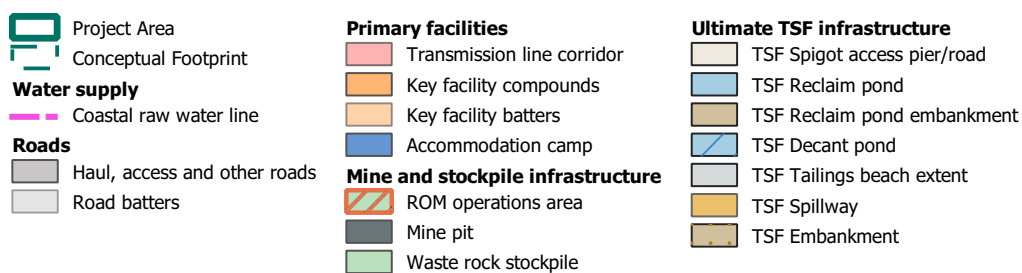 Project Area
Conceptual Footprint
Water supply
Coastal raw water line
Roads
Haul, access and other roads
Road batters
Primary facilities
Transmission line corridor
Key facility compounds
Key facility batters
Accommodation camp
Mine and stockpile infrastructure
ROM operations area
Mine pit
Waste rock stockpile
Ultimate TSF infrastructure
TSF Spigot access pier/road
TSF Reclaim pond
TSF Reclaim pond embankment
TSF Decant pond
TSF Tailings beach extent
TSF Spillway
TSF Embankment